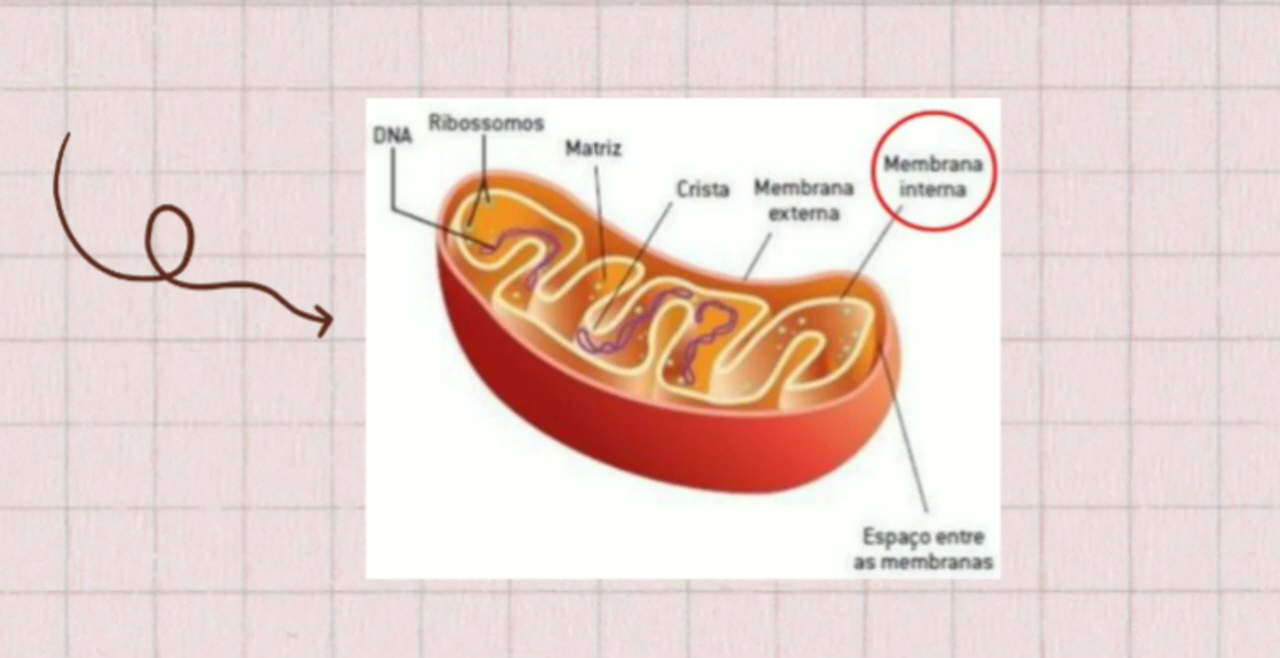 DNA
Ribossomos
Matriz
Crista
Membrana
externa
Membrana
interna
Espaço entre
as membranas